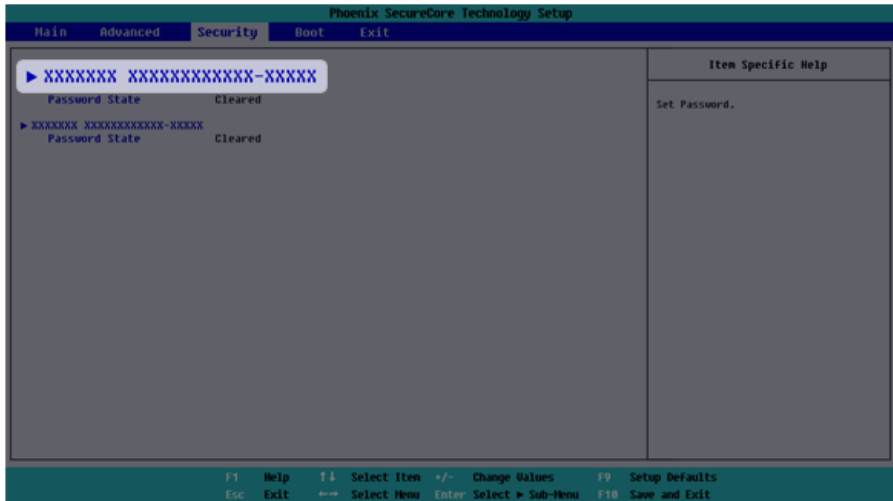 Phoenix SecureCore Technology Setup
Main Advanced Security Boot Exit
▶ XXXXXXX XXXXXXXXXXXX-XXXXX
Password State Cleared
▶ XXXXXXX XXXXXXXXXXXX-XXXXX
Password State Cleared
Item Specific Help
Set Password.
F1 Help ↑↓ Select Item +/- Change Values F9 Setup Defaults
Esc Exit ←→ Select Menu Enter Select ▶ Sub-Menu F10 Save and Exit